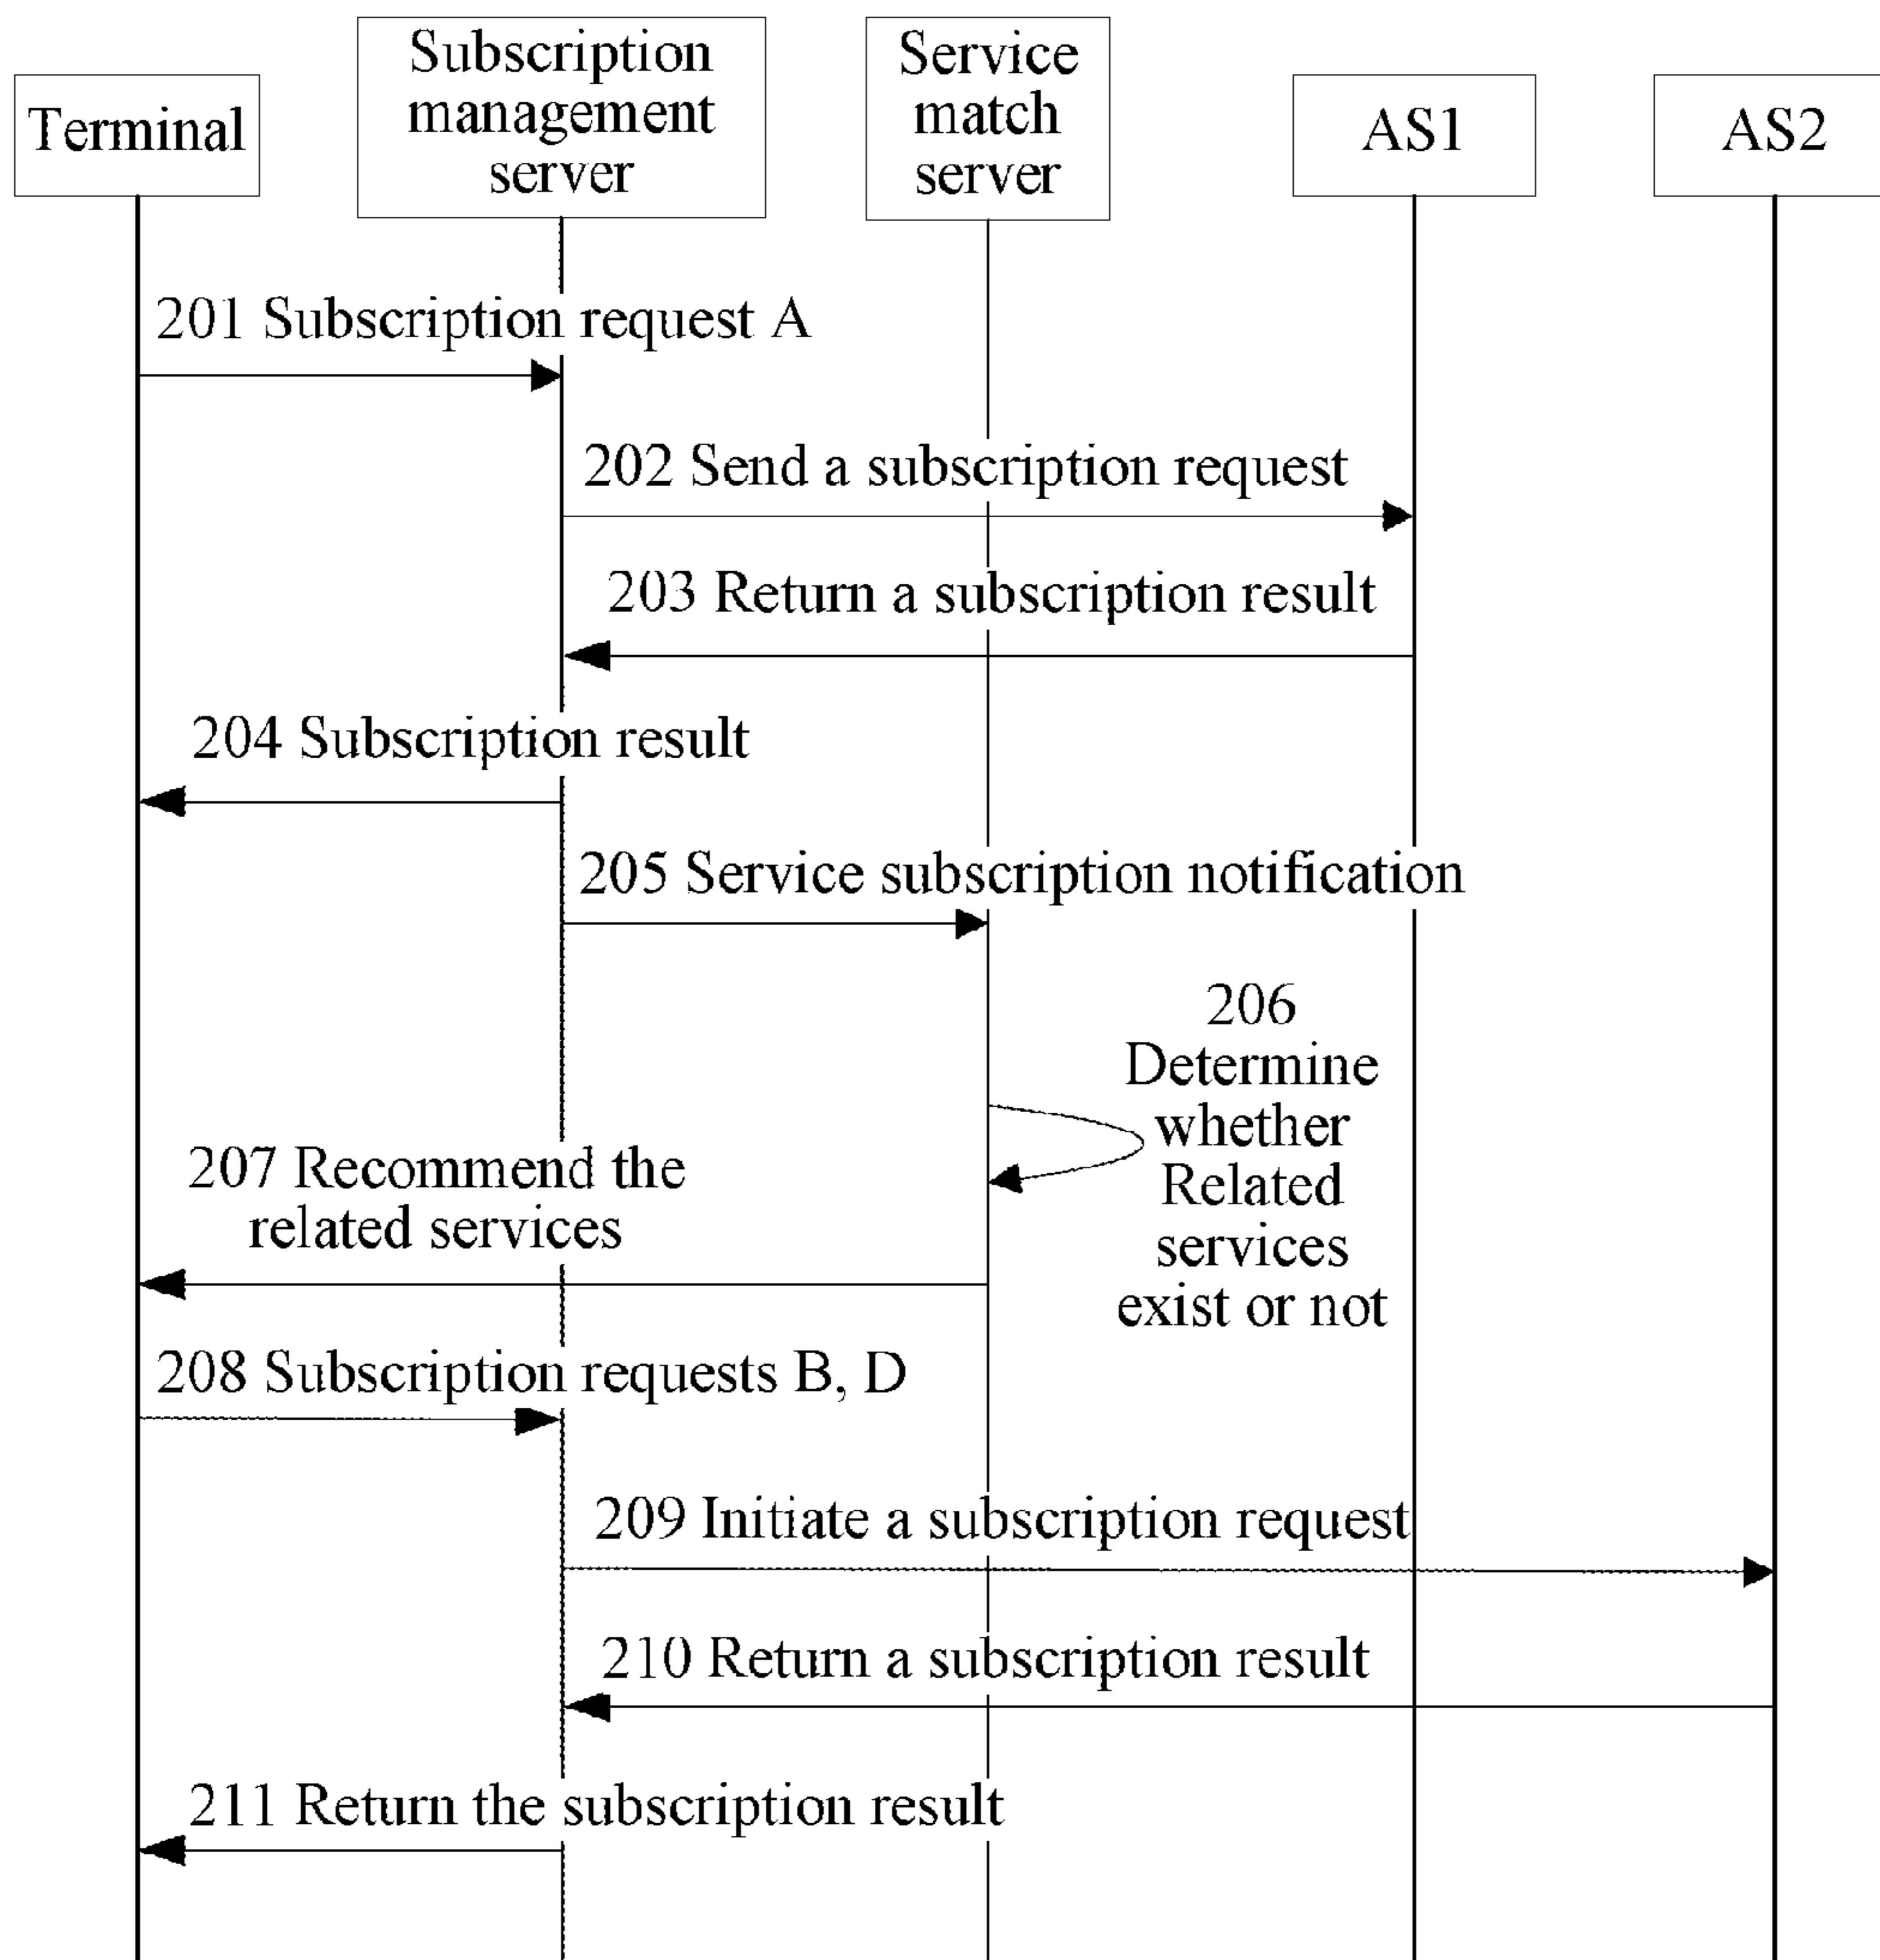 Terminal
Subscription
management
server
Service
match
server
AS1
AS2
201 Subscription request A
202 Send a subscription request
203 Return a subscription result
204 Subscription result
205 Service subscription notification
206
Determine
whether
Related
services
exist or not
207 Recommend the
related services
208 Subscription requests B, D
209 Initiate a subscription request
210 Return a subscription result
211 Return the subscription result